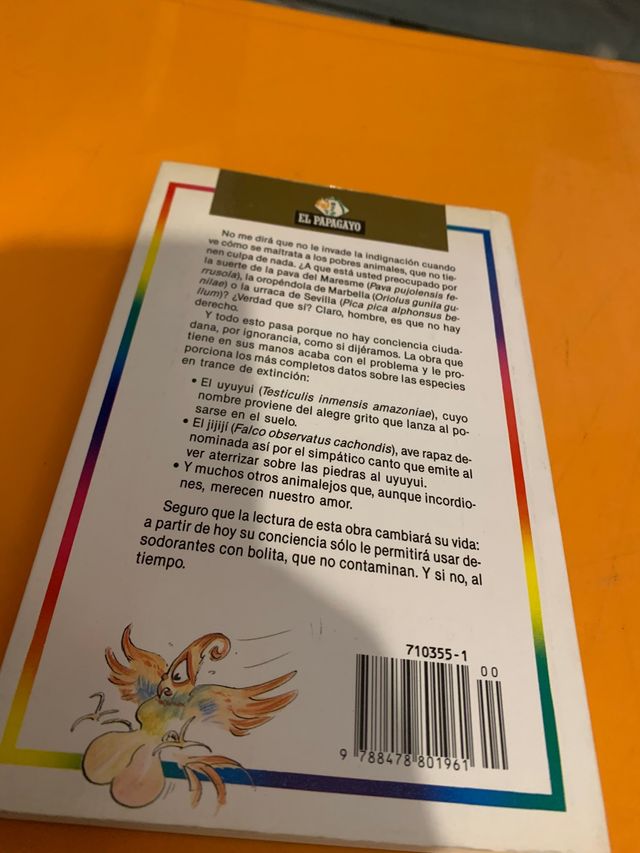 EL PAPAGAYO
No me dirá que no le invade la indignación cuando
ve cómo se maltrata a los pobres animales, que no tie-
nen culpa de nada. ¿A que está usted preocupado por
la suerte de la pava del Maresme (Pava pujolensis fe-
rrusola), la oropéndola de Marbella (Oriolus gunila gu-
niilae) o la urraca de Sevilla (Pica pica alphonsus be-
llum)? ¿Verdad que sí? Claro, hombre, es que no hay
derecho.
Y todo esto pasa porque no hay conciencia ciuda-
dana, por ignorancia, como si dijéramos. La obra que
tiene en sus manos acaba con el problema y le pro-
porciona los más completos datos sobre las especies
en trance de extinción:
• El uyuyui (Testiculis inmensis amazoniae), cuyo
nombre proviene del alegre grito que lanza al po-
sarse en el suelo.
• El jijijí (Falco observatus cachondis), ave rapaz de-
nominada así por el simpático canto que emite al
ver aterrizar sobre las piedras al uyuyui.
• Y muchos otros animalejos que, aunque incordio-
nes, merecen nuestro amor.
Seguro que la lectura de esta obra cambiará su vida:
a partir de hoy su conciencia sólo le permitirá usar de-
sodorantes con bolita, que no contaminan. Y si no, al
tiempo.
710355-1
00
9 788478 801961